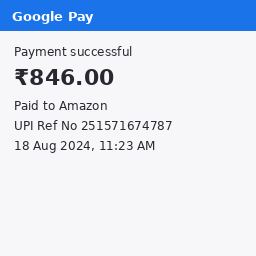 Google Pay
Payment successful
₹846.00
Paid to Amazon
UPI Ref No 251571674787
18 Aug 2024, 11:23 AM